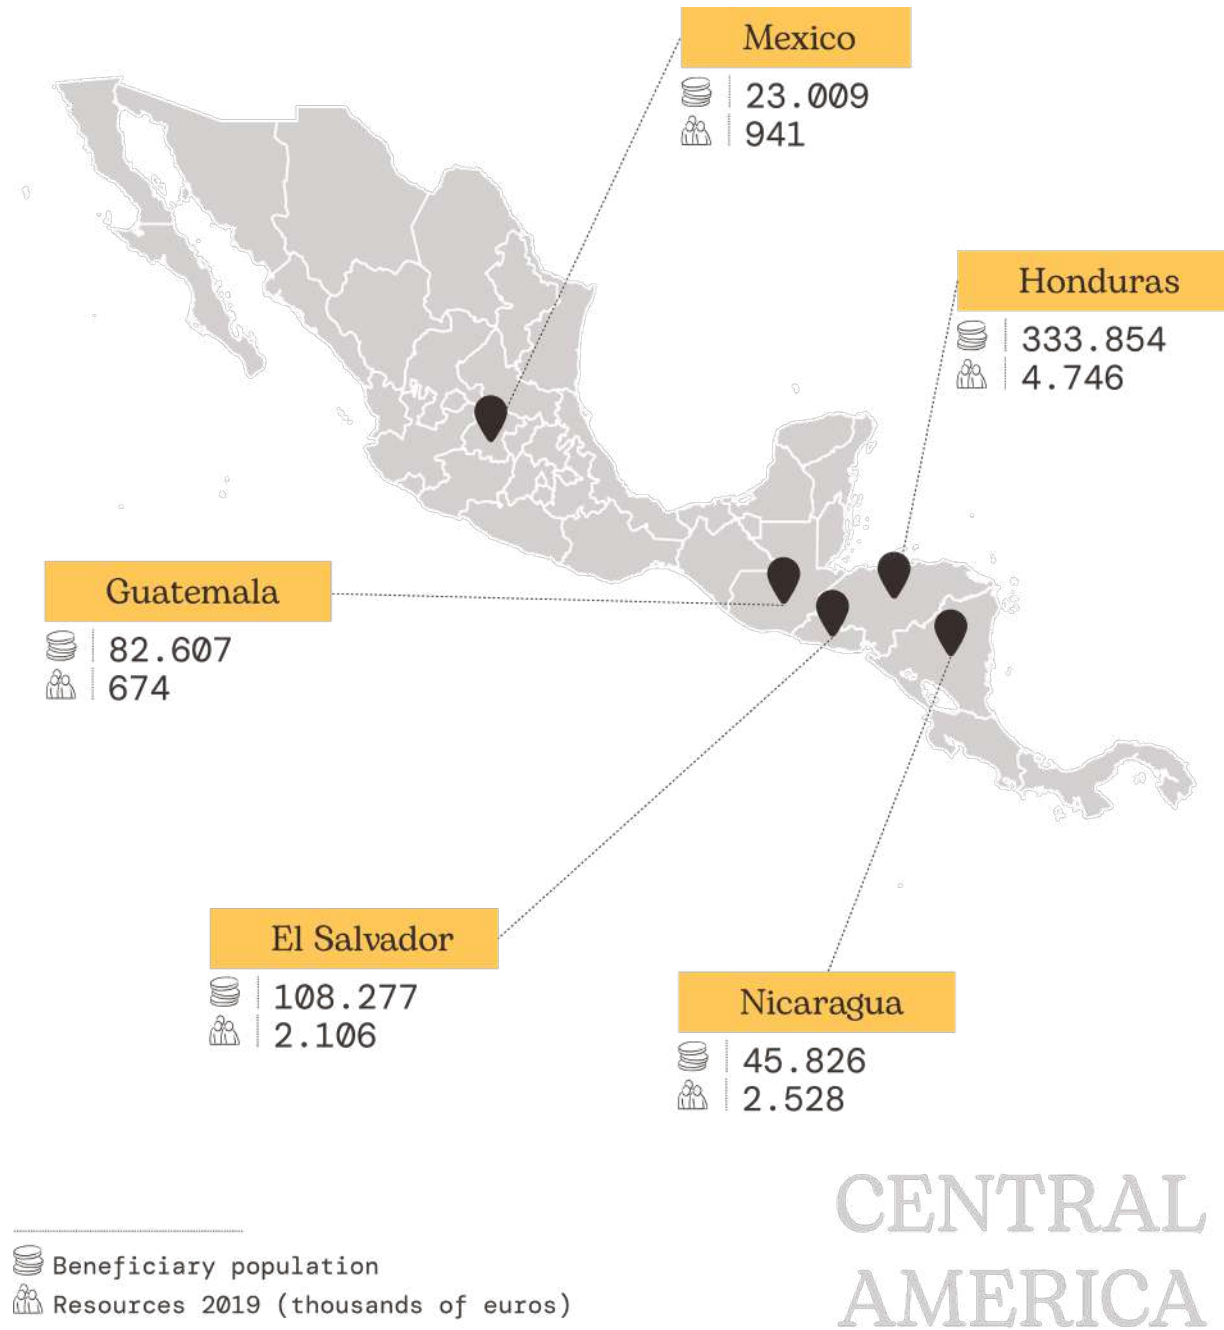 Mexico
23.009
941
Honduras
333.854
4.746
Guatemala
82.607
674
El Salvador
108.277
2.106
Nicaragua
45.826
2.528
Beneficiary population
Resources 2019 (thousands of euros)
CENTRAL
AMERICA